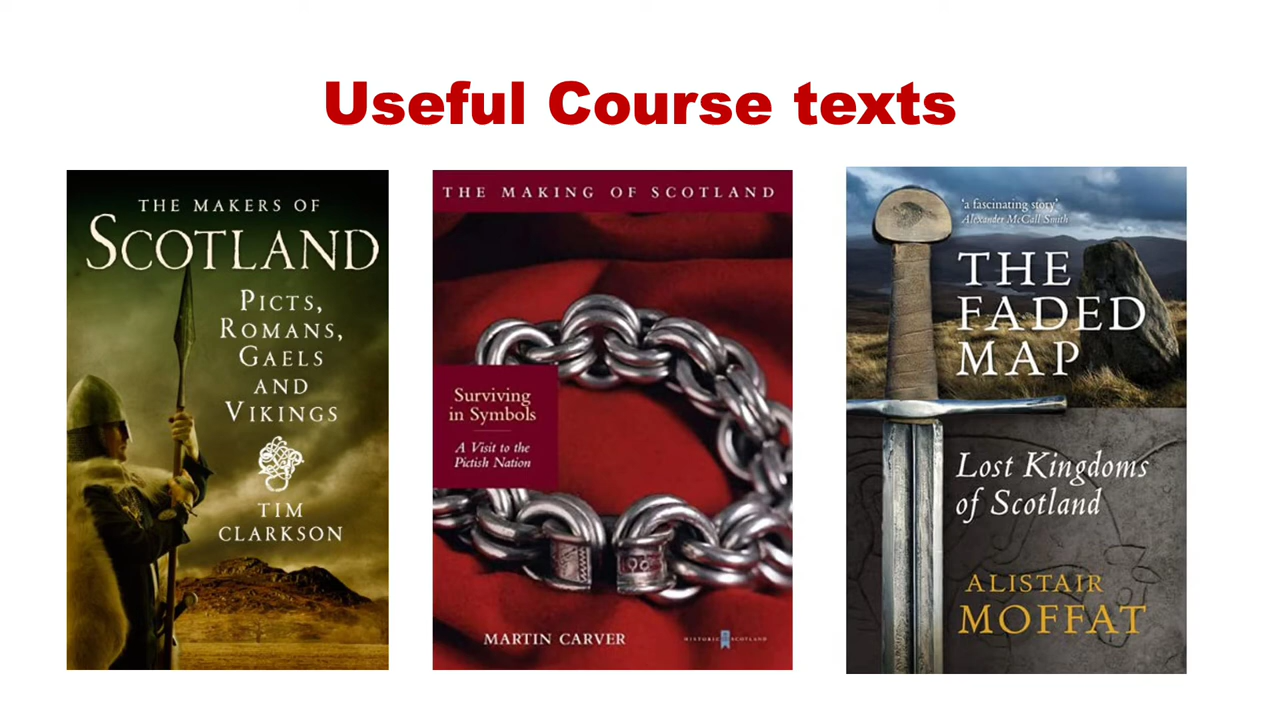 Useful Course texts
THE MAKERS OF
SCOTLAND
PICTS,
ROMANS,
GAELS
AND
VIKINGS
TIM
CLARKSON
THE MAKING OF SCOTLAND
Surviving
in Symbols
A Visit to the
Pictish Nation
MARTIN CARVER
HISTORIC SCOTLAND
'a fascinating story'
Alexander McCall Smith
THE
FADED
MAP
Lost Kingdoms
of Scotland
ALISTAIR
MOFFAT